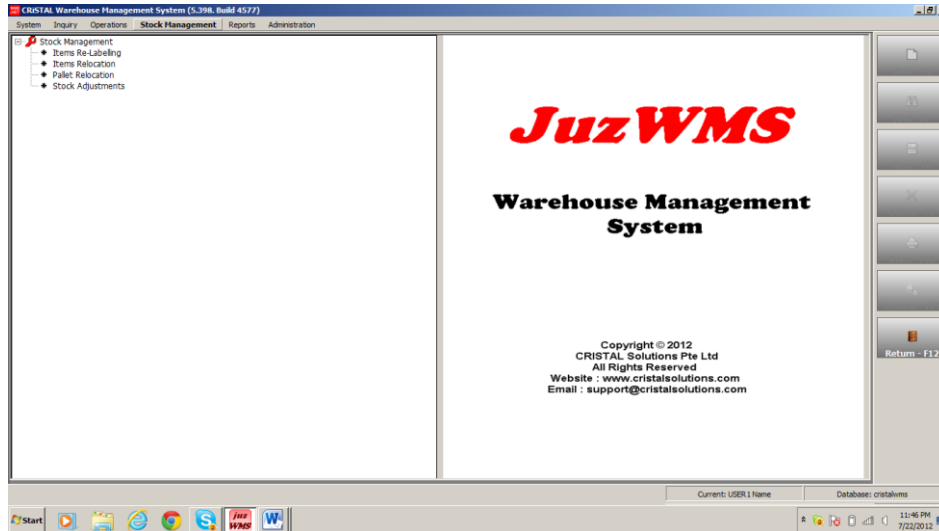 CRiSTAL Warehouse Management System (5.398. Build 4577)
System Inquiry Operations Stock Management Reports Administration
Stock Management
Items Re-Labeling
Items Relocation
Pallet Relocation
Stock Adjustments
JuzWMS
Warehouse Management
System
Copyright © 2012
CRISTAL Solutions Pte Ltd
All Rights Reserved
Website : www.cristalsolutions.com
Email : support@cristalsolutions.com
Return - F12
Current: USER1 Name Database: cristalwms
Start
Juz
WMS
W
11:46 PM
7/22/2012